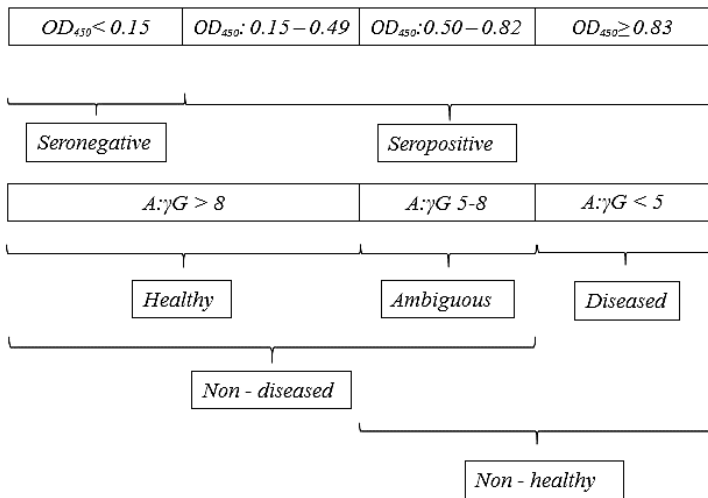 OD₄₅₀< 0.15 OD₄₅₀: 0.15 – 0.49 OD₄₅₀:0.50 – 0.82 OD₄₅₀≥ 0.83
Seronegative Seropositive
A:γG > 8 A:γG 5-8 A:γG < 5
Healthy Ambiguous Diseased
Non - diseased
Non - healthy